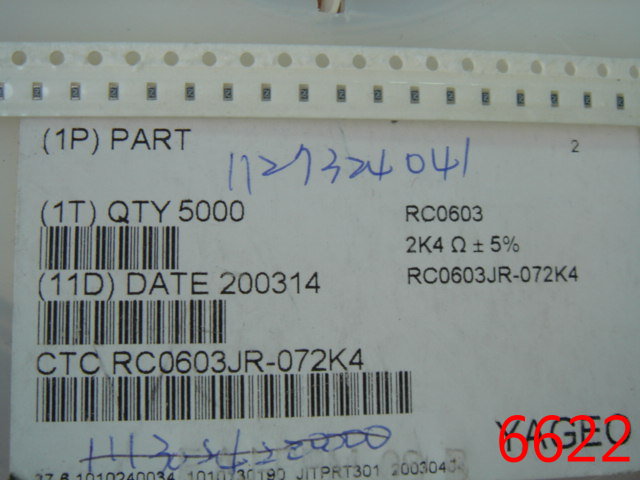 (1P) PART
2
1127324041
(1T) QTY 5000
RC0603
2K4 Ω ± 5%
(11D) DATE 200314
RC0603JR-072K4
CTC RC0603JR-072K4
YAGEO
6622